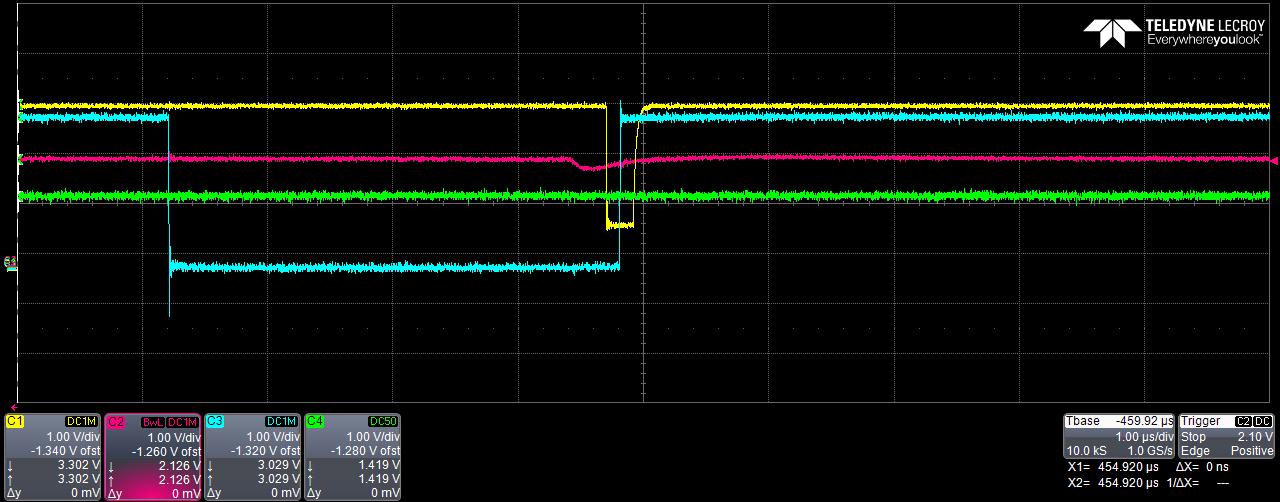 TELEDYNE LECROY
Everywhereyoulook™
C1 DC1M
1.00 V/div
-1.340 V ofst
↓ 3.302 V
↑ 3.302 V
Δy 0 mV
C2 BwL DC1M
1.00 V/div
-1.260 V ofst
↓ 2.126 V
↑ 2.126 V
Δy 0 mV
C3 DC1M
1.00 V/div
-1.320 V ofst
↓ 3.029 V
↑ 3.029 V
Δy 0 mV
C4 DC50
1.00 V/div
-1.280 V ofst
↓ 1.419 V
↑ 1.419 V
Δy 0 mV
Tbase -459.92 µs
1.00 µs/div
10.0 kS 1.0 GS/s
Trigger C2 DC
Stop 2.10 V
Edge Positive
X1= 454.920 µs ΔX= 0 ns
X2= 454.920 µs 1/ΔX= ---